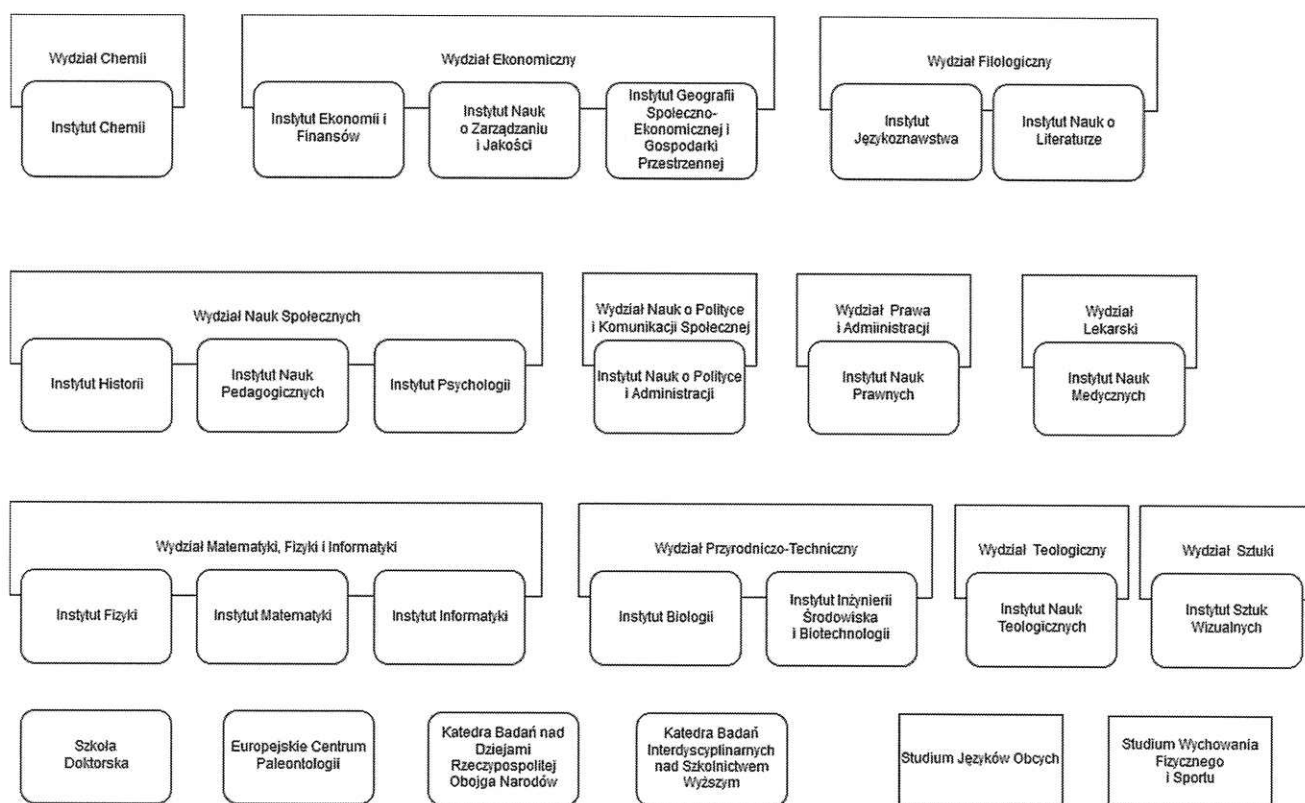 Wydział Chemii
Instytut Chemii
Wydział Ekonomiczny
Instytut Ekonomii i
Finansów
Instytut Nauk
o Zarządzaniu
i Jakości
Instytut Geografii
Społeczno-
Ekonomicznej i
Gospodarki
Przestrzennej
Wydział Filologiczny
Instytut
Językoznawstwa
Instytut Nauk o
Literaturze
Wydział Nauk Społecznych
Instytut Historii
Instytut Nauk
Pedagogicznych
Instytut Psychologii
Wydział Nauk o Polityce
i Komunikacji Społecznej
Instytut Nauk o Polityce
i Administracji
Wydział Prawa
i Admiinistracji
Instytut Nauk
Prawnych
Wydział
Lekarski
Instytut Nauk
Medycznych
Wydział Matematyki, Fizyki i Informatyki
Instytut Fizyki
Instytut Matematyki
Instytut Informatyki
Wydział Przyrodniczo-Techniczny
Instytut Biologii
Instytut Inżynierii
Środowiska
i Biotechnologii
Wydział Teologiczny
Instytut Nauk
Teologicznych
Wydział Sztuki
Instytut Sztuk
Wizualnych
Szkoła
Doktorska
Europejskie Centrum
Paleontologii
Katedra Badań nad
Dziejami
Rzeczypospolitej
Obojga Narodów
Katedra Badań
Interdyscyplinarnych
nad Szkolnictwem
Wyższym
Studium Języków Obcych
Studium Wychowania
Fizycznego
i Sportu